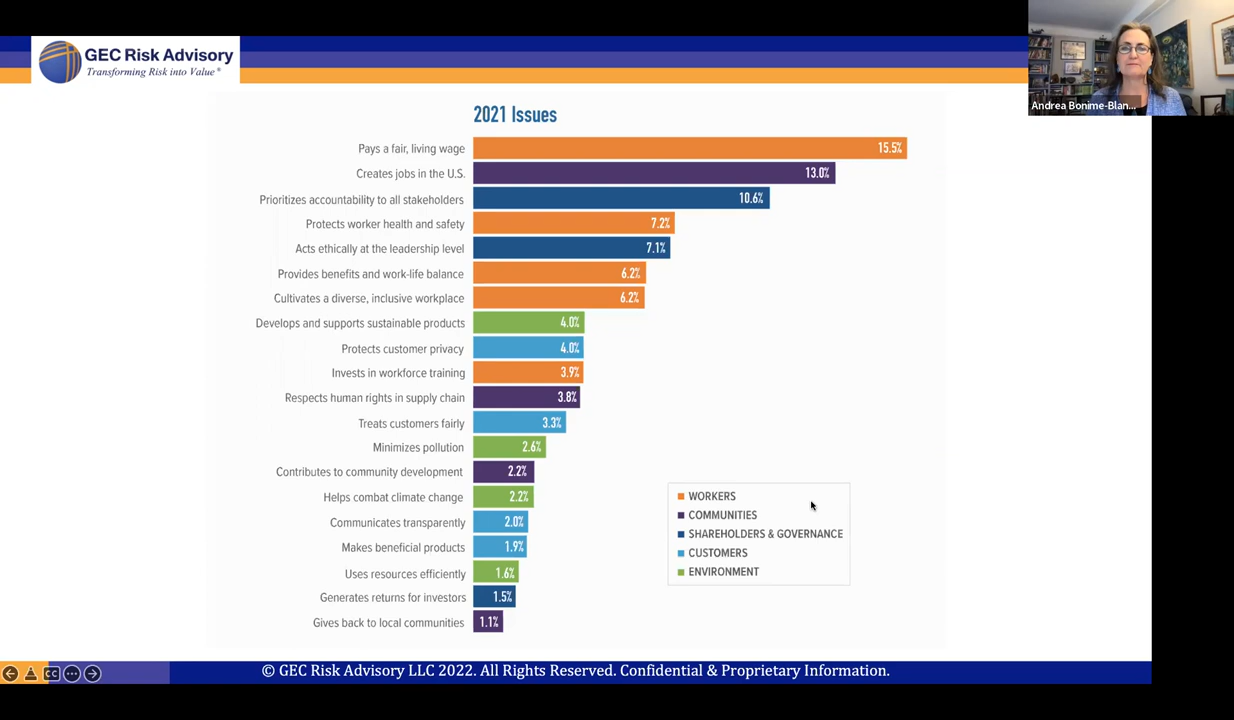 GEC Risk Advisory
Transforming Risk into Value®
Andrea Bonime-Blan...
2021 Issues
Pays a fair, living wage 15.5%
Creates jobs in the U.S. 13.0%
Prioritizes accountability to all stakeholders 10.6%
Protects worker health and safety 7.2%
Acts ethically at the leadership level 7.1%
Provides benefits and work-life balance 6.2%
Cultivates a diverse, inclusive workplace 6.2%
Develops and supports sustainable products 4.0%
Protects customer privacy 4.0%
Invests in workforce training 3.9%
Respects human rights in supply chain 3.8%
Treats customers fairly 3.3%
Minimizes pollution 2.6%
Contributes to community development 2.2%
Helps combat climate change 2.2%
Communicates transparently 2.0%
Makes beneficial products 1.9%
Uses resources efficiently 1.6%
Generates returns for investors 1.5%
Gives back to local communities 1.1%
WORKERS
COMMUNITIES
SHAREHOLDERS & GOVERNANCE
CUSTOMERS
ENVIRONMENT
CC
© GEC Risk Advisory LLC 2022. All Rights Reserved. Confidential & Proprietary Information.